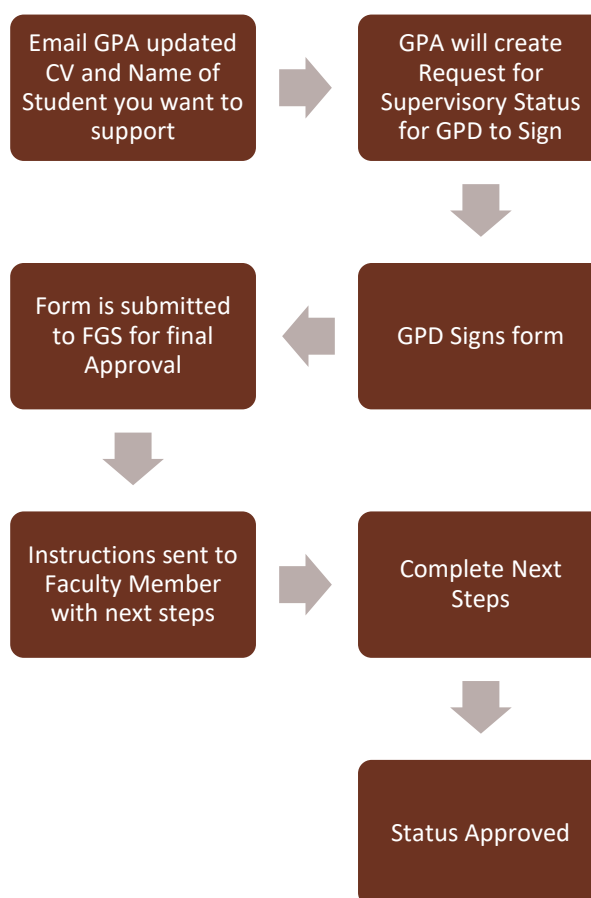 Email GPA updated
CV and Name of
Student you want to
support
GPA will create
Request for
Supervisory Status
for GPD to Sign
GPD Signs form
Form is submitted
to FGS for final
Approval
Instructions sent to
Faculty Member
with next steps
Complete Next
Steps
Status Approved